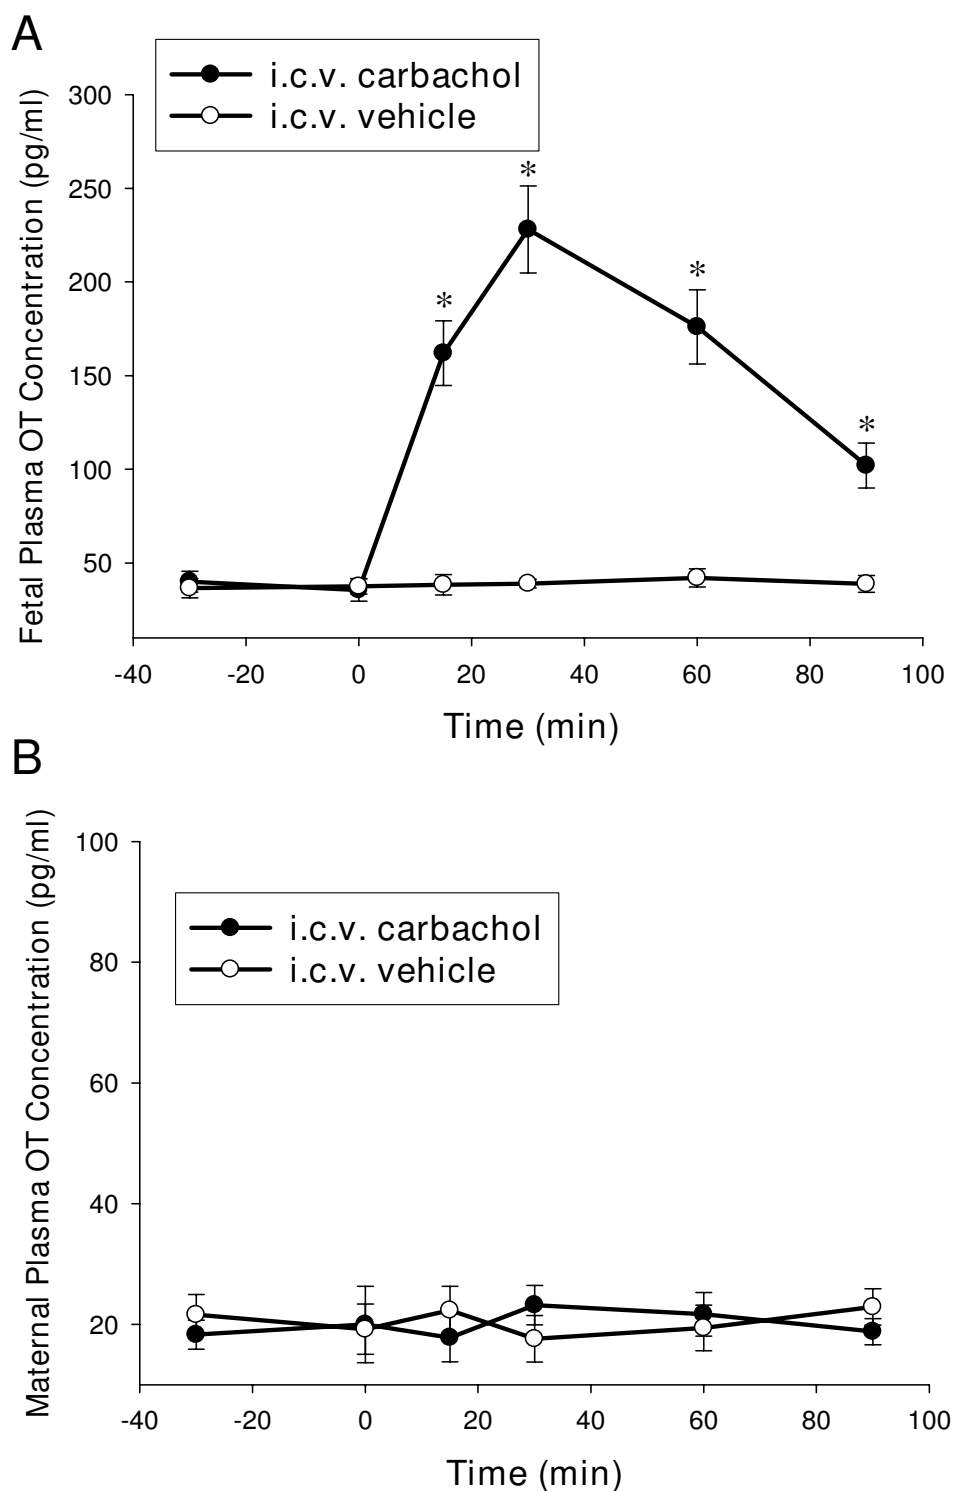 A
i.c.v. carbachol
i.c.v. vehicle
Fetal Plasma OT Concentration (pg/ml)
300
250
200
150
100
50
*
*
*
*
-40 -20 0 20 40 60 80 100
Time (min)
B
Maternal Plasma OT Concentration (pg/ml)
100
80
60
40
20
i.c.v. carbachol
i.c.v. vehicle
-40 -20 0 20 40 60 80 100
Time (min)